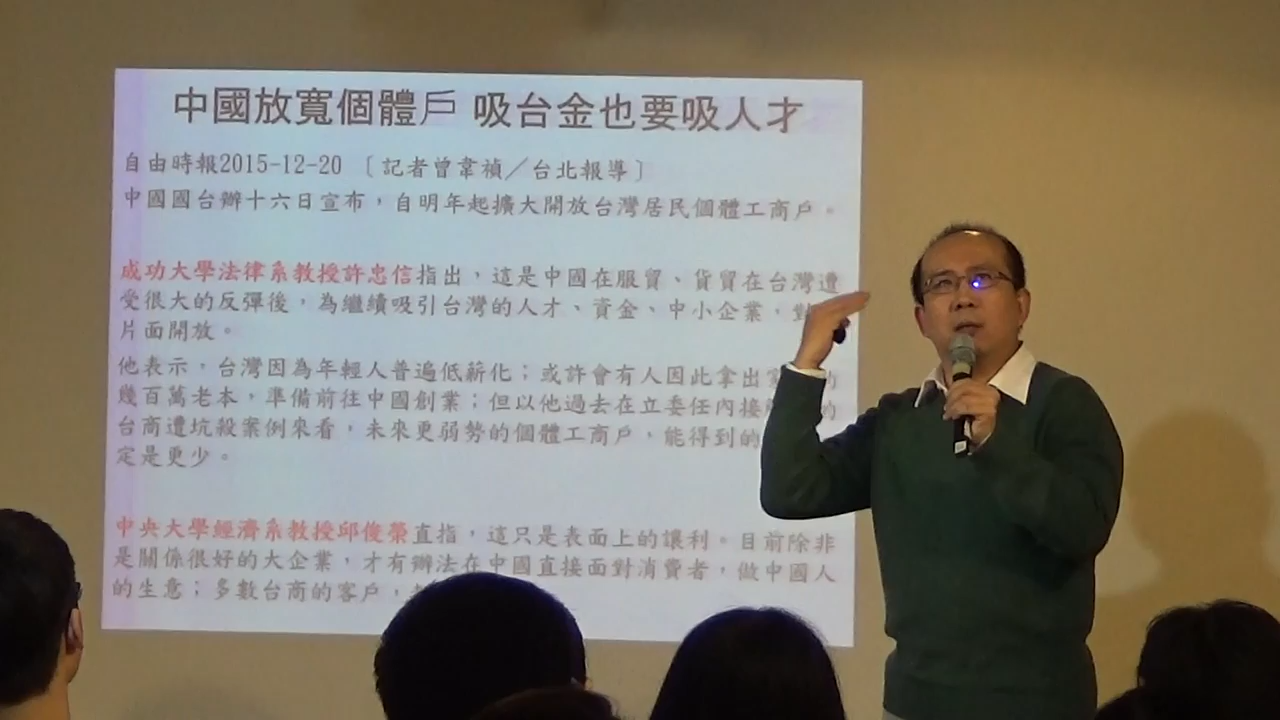 中國放寬個體戶 吸台金也要吸人才
自由時報2015-12-20 〔記者曾韋禎／台北報導〕
中國國台辦十六日宣布，自明年起擴大開放台灣居民個體工商戶。
成功大學法律系教授許忠信指出，這是中國在服貿、貨貿在台灣遭
受很大的反彈後，為繼續吸引台灣的人才、資金、中小企業，對
片面開放。
他表示，台灣因為年輕人普遍低薪化；或許會有人因此拿出
幾百萬老本，準備前往中國創業；但以他過去在立委任內接
台商遭坑殺案例來看，未來更弱勢的個體工商戶，能得到的
定是更少。
中央大學經濟系教授邱俊榮直指，這只是表面上的讓利。目前除非
是關係很好的大企業，才有辦法在中國直接面對消費者，做中國人
的生意；多數台商的客戶，